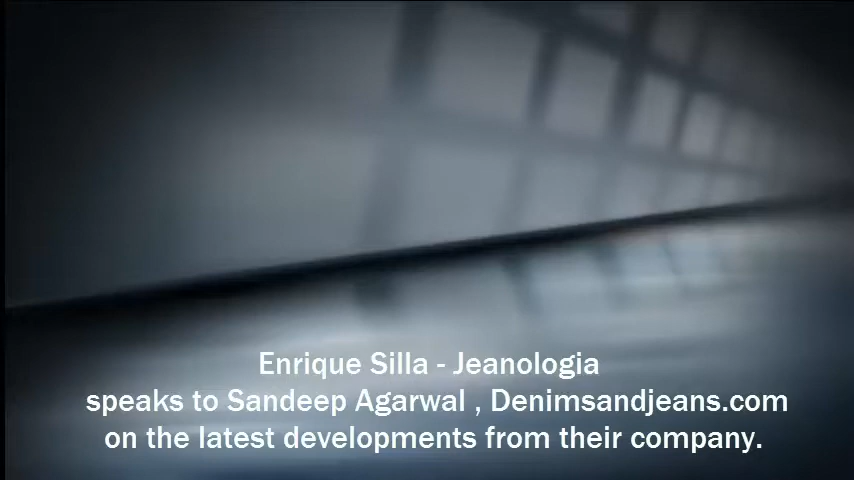 Enrique Silla - Jeanologia
speaks to Sandeep Agarwal , Denimsandjeans.com
on the latest developments from their company.